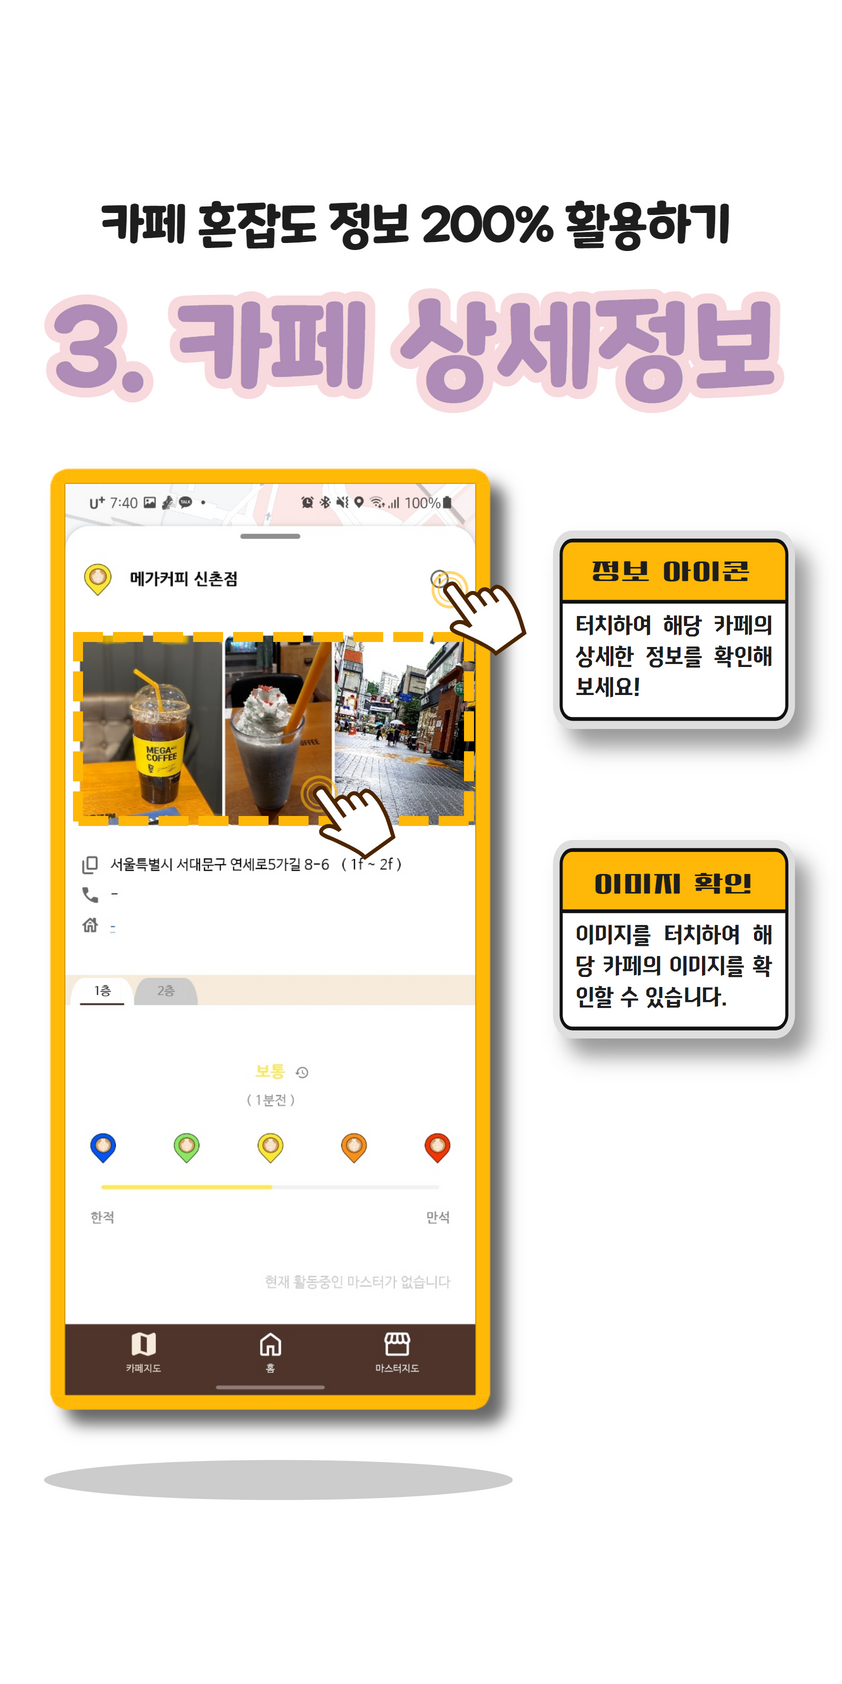 카페 혼잡도 정보 200% 활용하기
3. 카페 상세정보
U+ 7:40 TALK 100%
메가커피 신촌점
MEGA
COFFEE
서울특별시 서대문구 연세로5가길 8-6 ( 1f ~ 2f )
-
-
1층 2층
보통
( 1분전 )
한적 만석
현재 활동중인 마스터가 없습니다
카페지도 홈 마스터지도
정보 아이콘
터치하여 해당 카페의
상세한 정보를 확인해
보세요!
이미지 확인
이미지를 터치하여 해
당 카페의 이미지를 확
인할 수 있습니다.